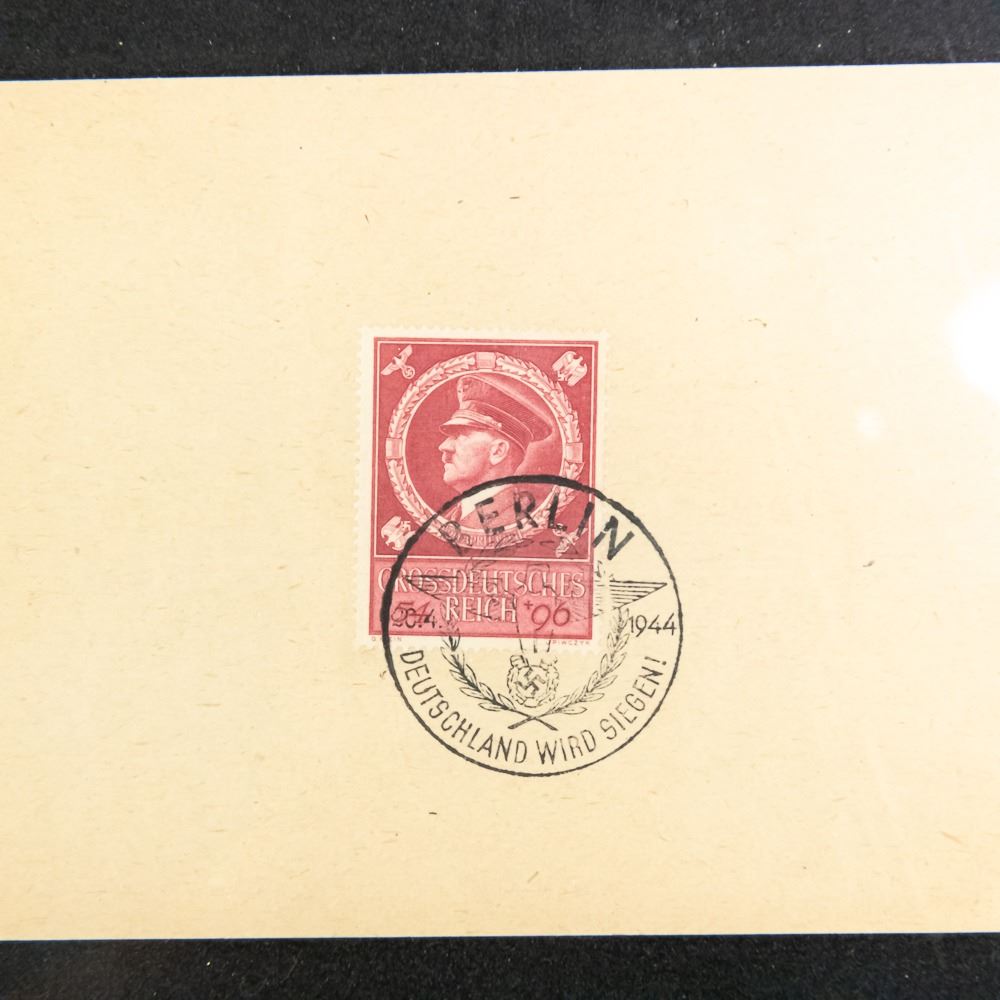 GROSSDEUTSCHES
REICH
54 +96
BERLIN
20.4. 1944
DEUTSCHLAND WIRD SIEGEN!